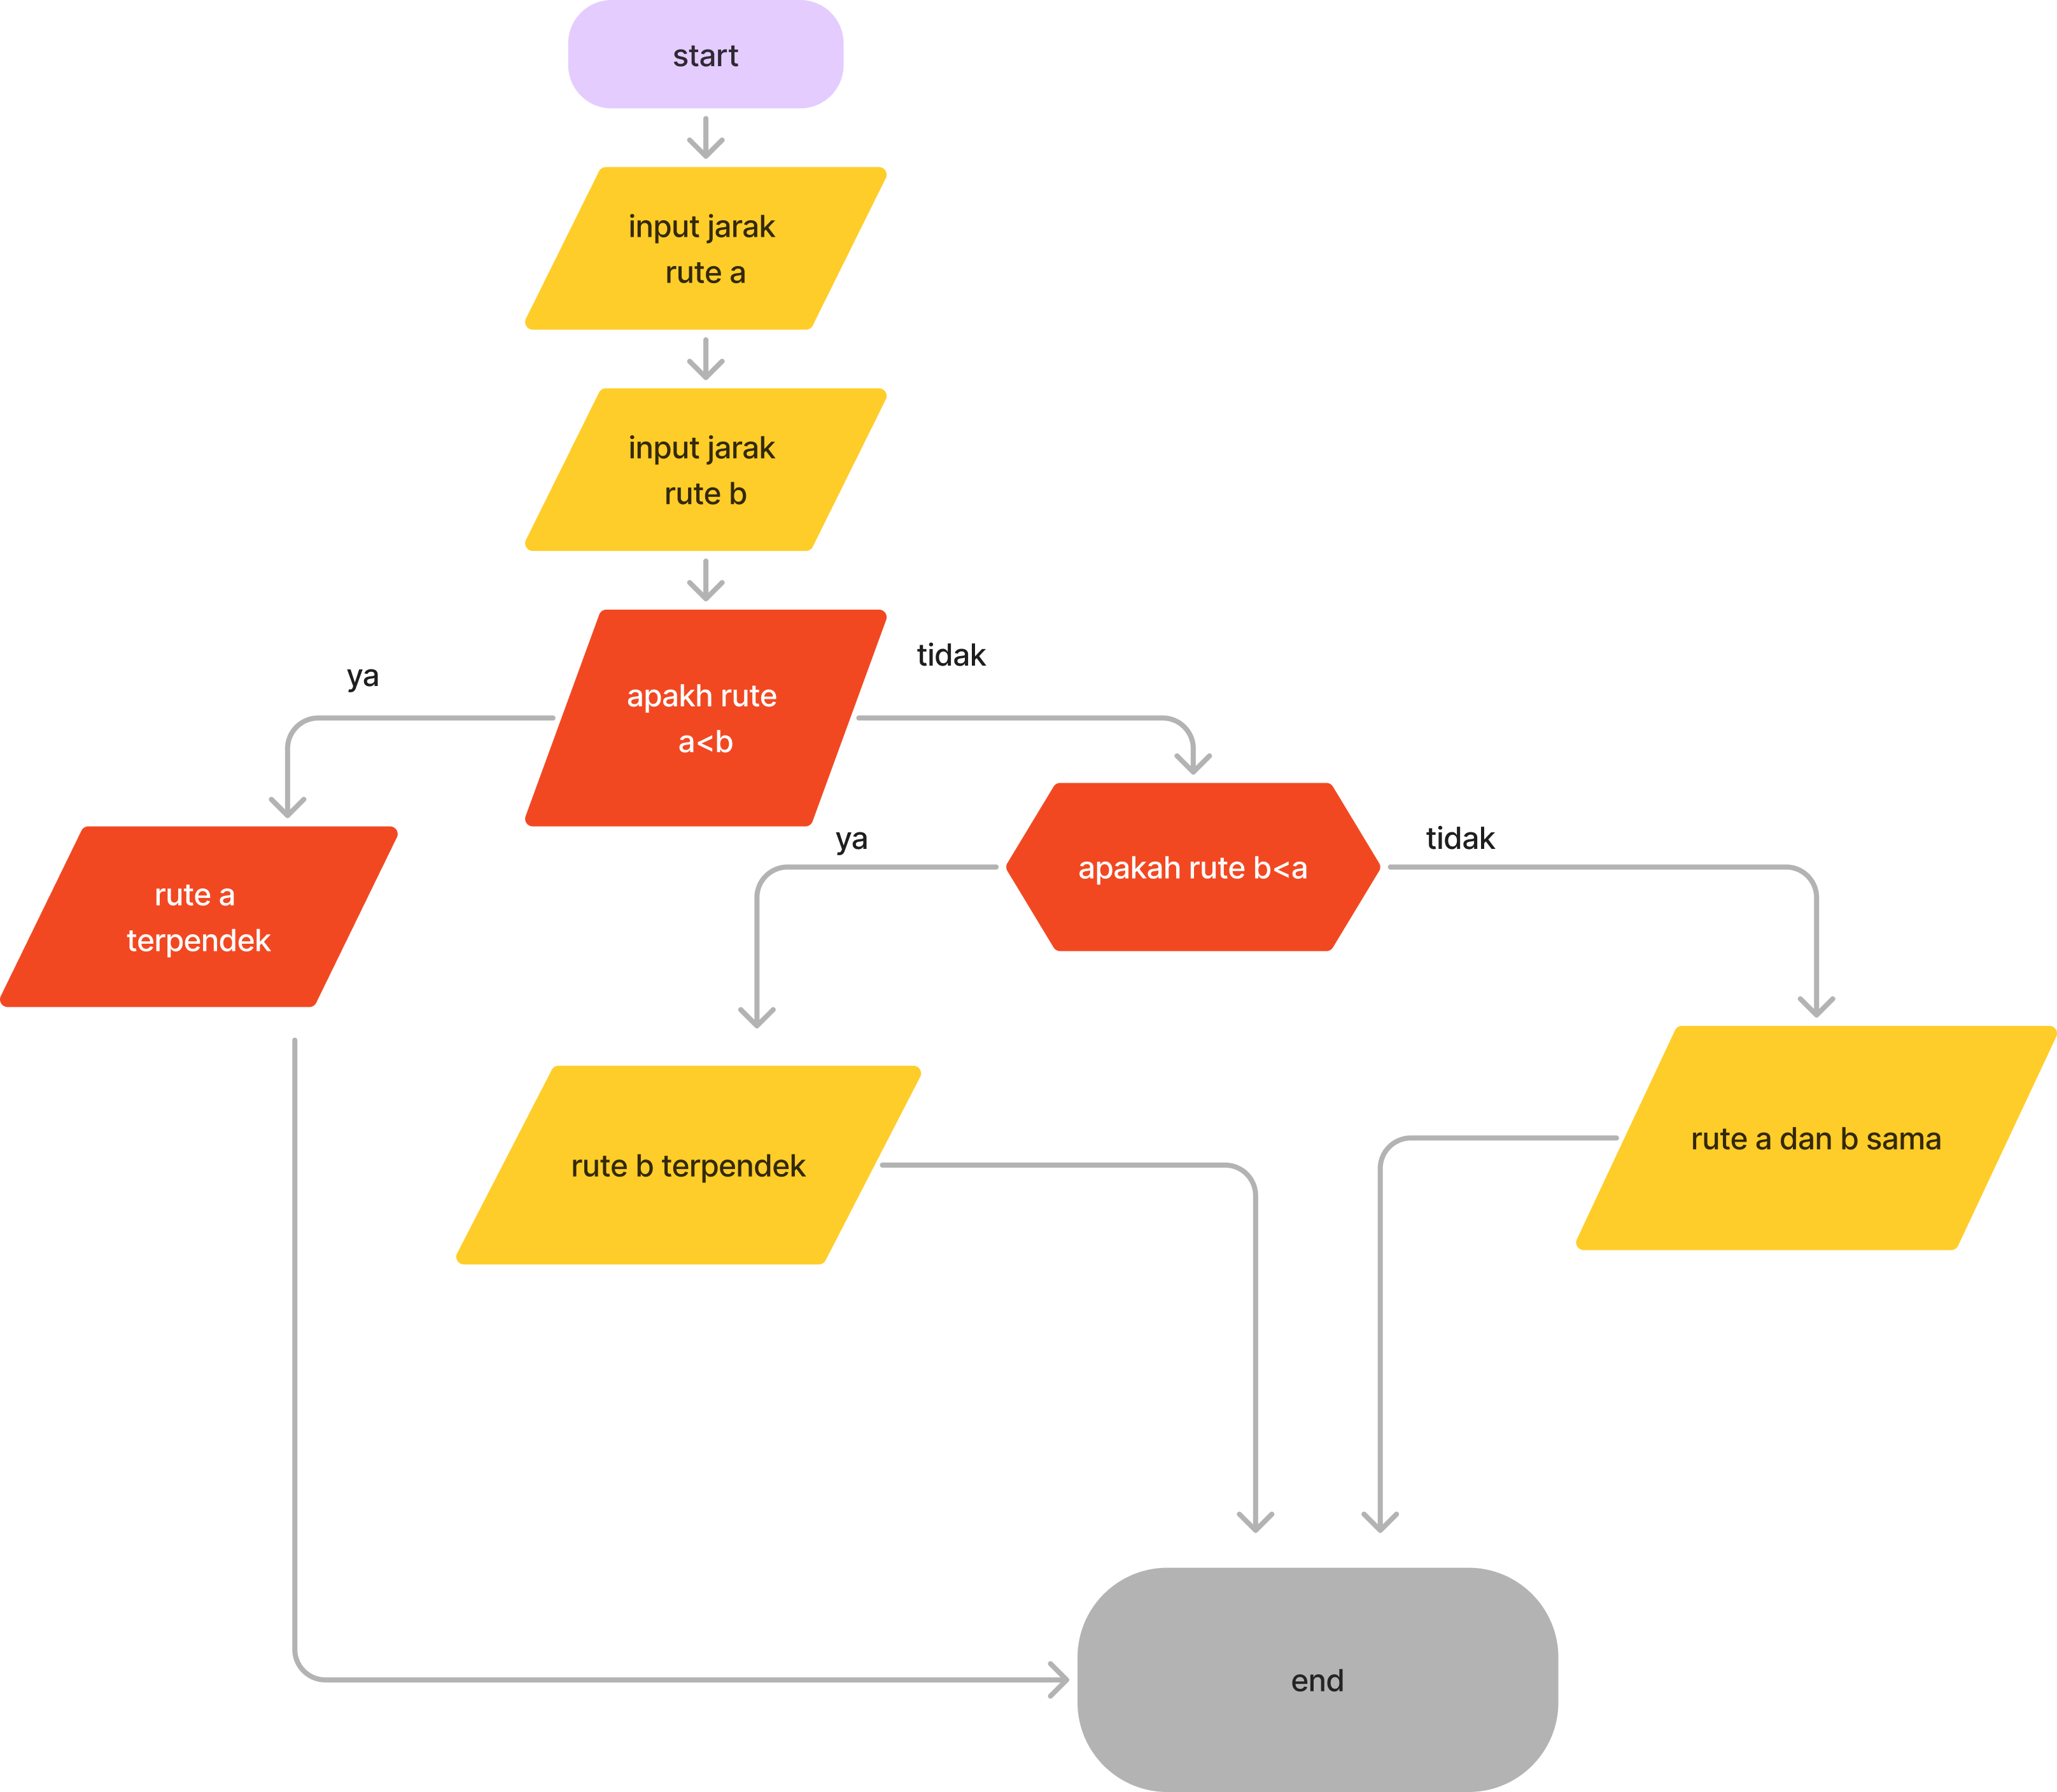 start
input jarak
rute a
input jarak
rute b
apakh rute
a<b
ya
tidak
rute a
terpendek
apakah rute b<a
ya
tidak
rute b terpendek
rute a dan b sama
end